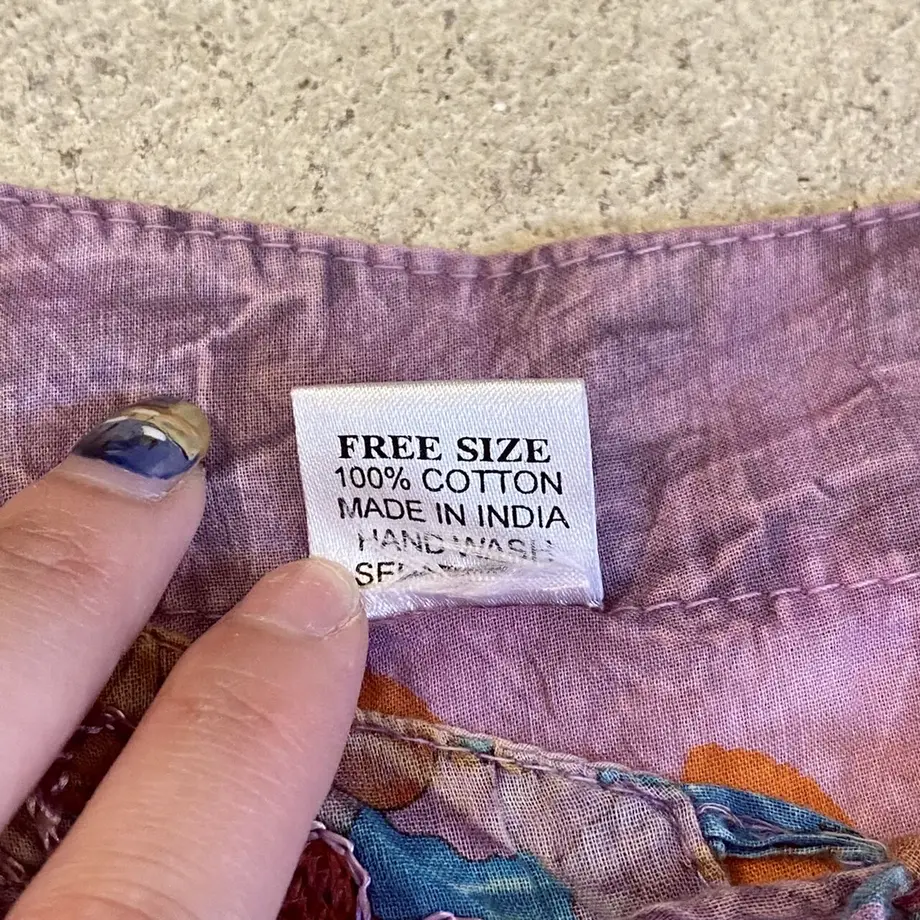 FREE SIZE
100% COTTON
MADE IN INDIA
HAND WASH